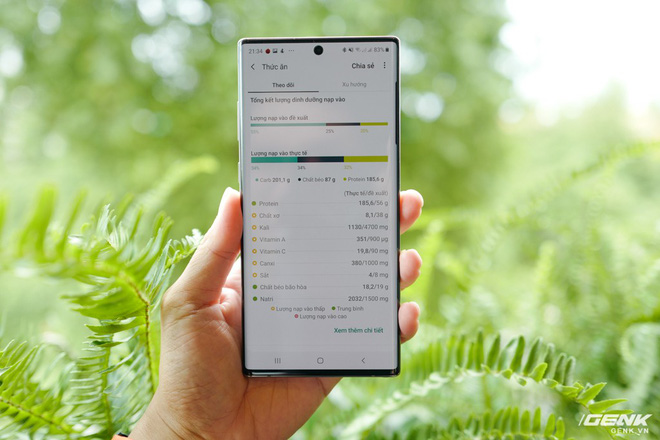 21:34 83%
Thức ăn Chia sẻ
Theo dõi Xu hướng
Tổng kết lượng dinh dưỡng nạp vào
Lượng nạp vào đề xuất
Lượng nạp vào thực tế
34% 34%
Carb 201,1 g Chất béo 87 g Protein 185,6 g
(Thực tế/đề xuất)
Protein 185,6/56 g
Chất xơ 8,1/38 g
Kali 1130/4700 mg
Vitamin A 351/900 µg
Vitamin C 19,8/90 mg
Canxi 380/1000 mg
Sắt 4/8 mg
Chất béo bão hòa 18,2/19 g
Natri 2032/1500 mg
Lượng nạp vào thấp Trung bình
Lượng nạp vào cao
Xem thêm chi tiết
GENK
GENK.VN